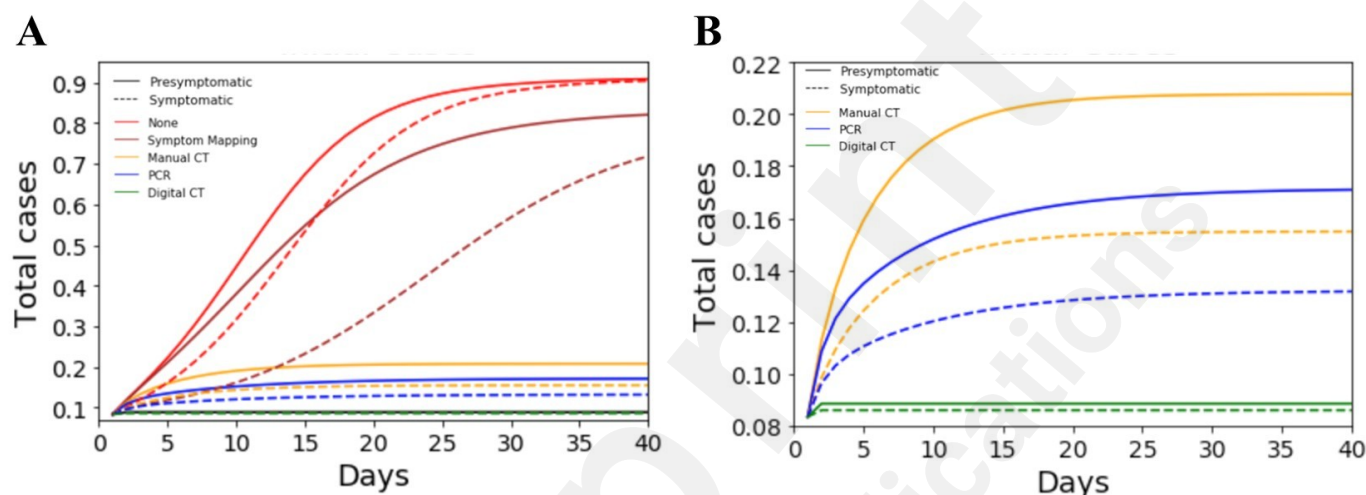 A
B
Presymptomatic
Symptomatic
None
Symptom Mapping
Manual CT
PCR
Digital CT
Total cases
0.9
0.8
0.7
0.6
0.5
0.4
0.3
0.2
0.1
0 5 10 15 20 25 30 35 40
Days
Presymptomatic
Symptomatic
Manual CT
PCR
Digital CT
Total cases
0.22
0.20
0.18
0.16
0.14
0.12
0.10
0.08
0 5 10 15 20 25 30 35 40
Days